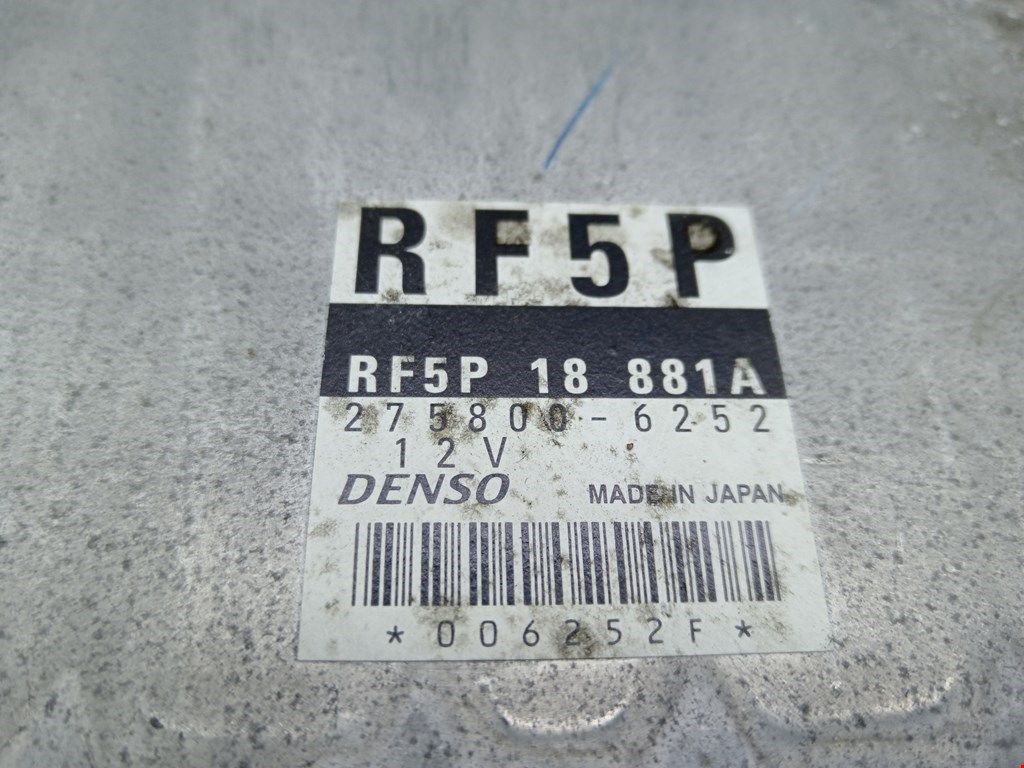 RF5P
RF5P 18 881A
275800-6252
12V
DENSO MADE IN JAPAN
*006252F*